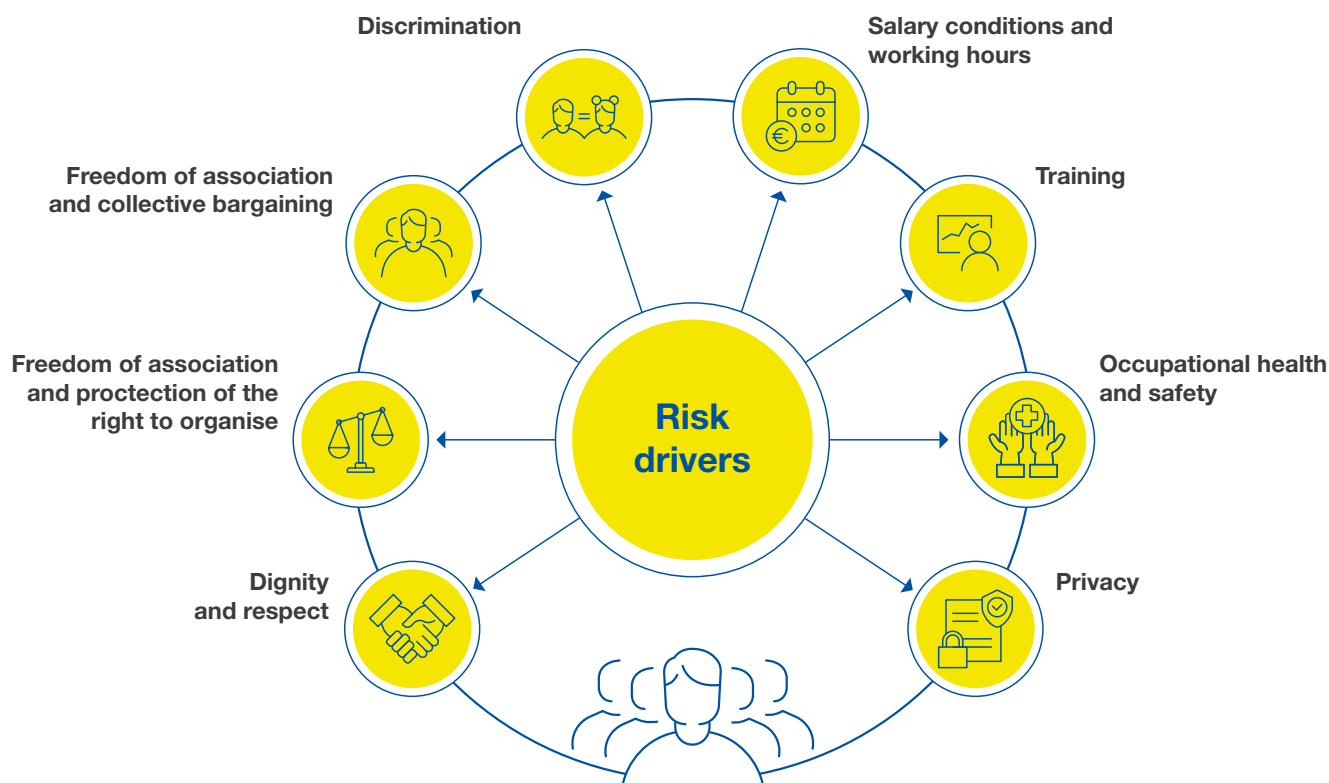 Discrimination
Salary conditions and
working hours
Freedom of association
and collective bargaining
Training
Freedom of association
and proctection of the
right to organise
Occupational health
and safety
Risk
drivers
Dignity
and respect
Privacy
€